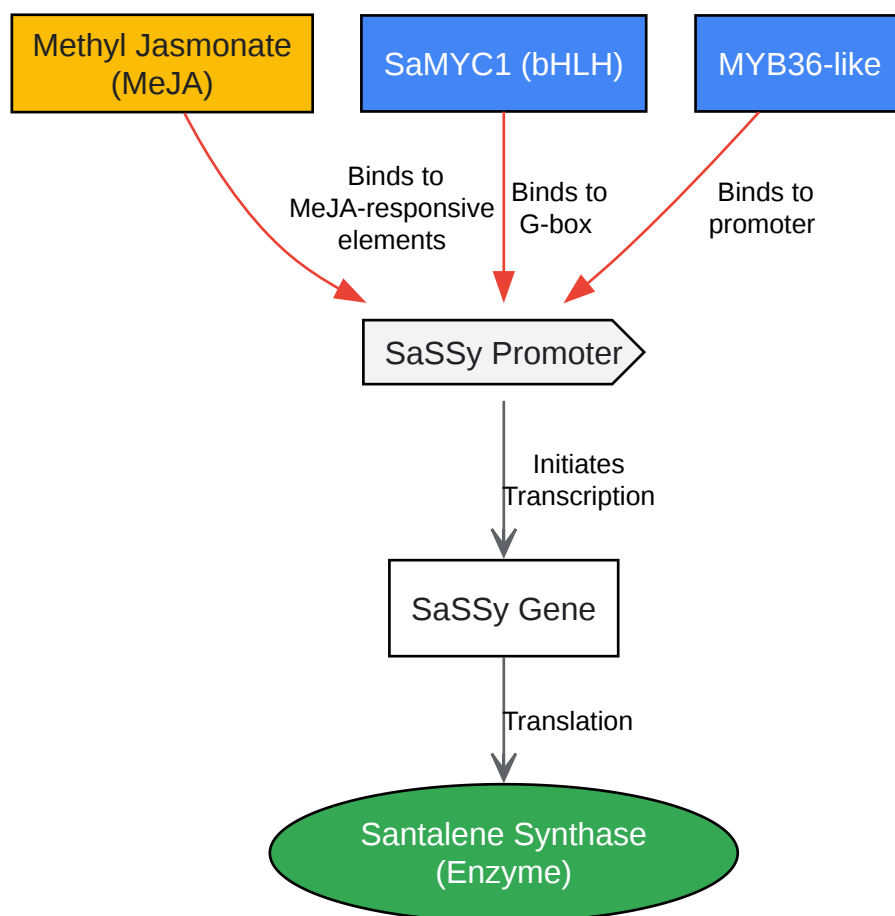 Methyl Jasmonate
(MeJA)
SaMYC1 (bHLH)
MYB36-like
Binds to
MeJA-responsive
elements
Binds to
G-box
Binds to
promoter
SaSSy Promoter
Initiates
Transcription
SaSSy Gene
Translation
Santalene Synthase
(Enzyme)